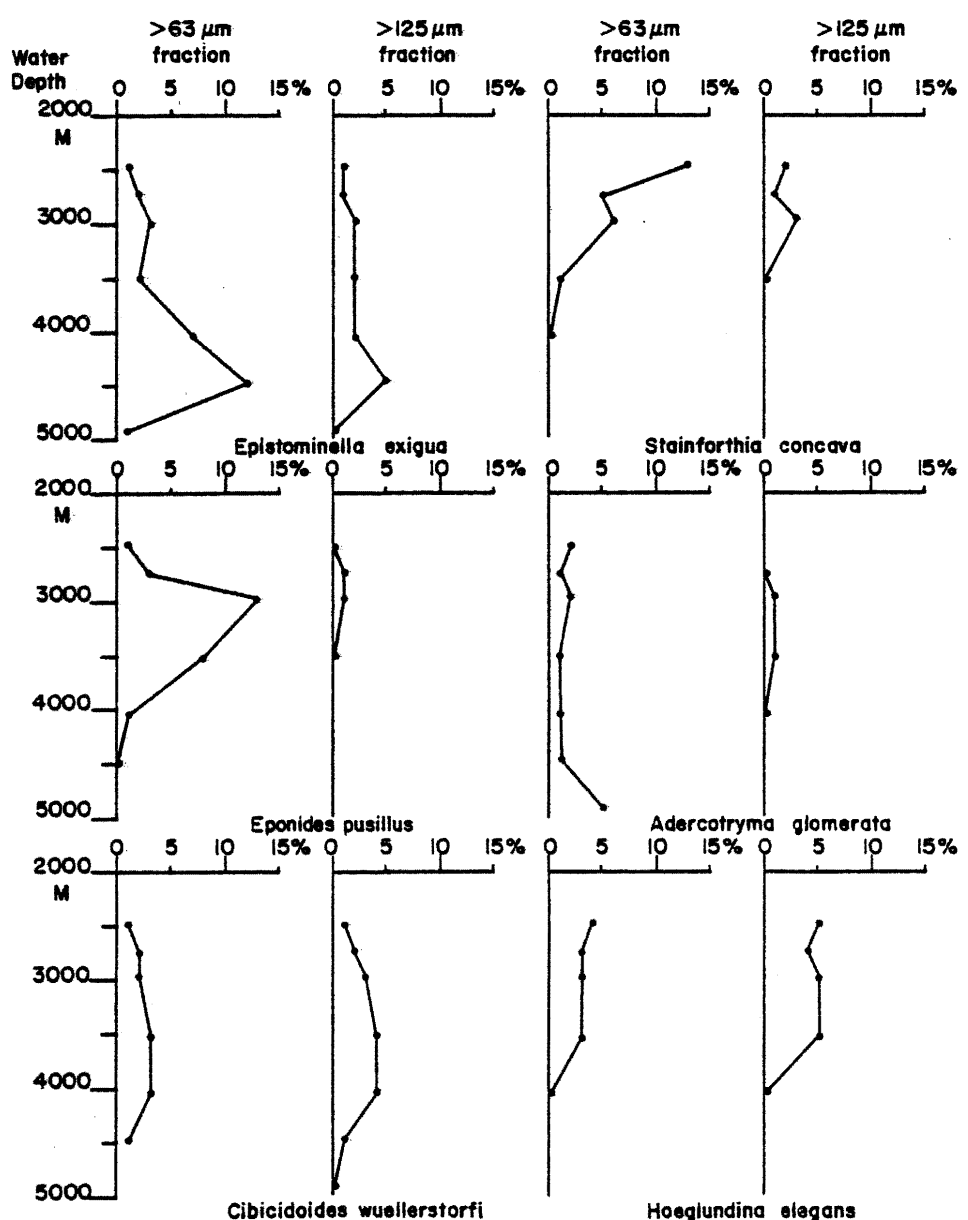 >63 µm fraction >125 µm fraction >63 µm fraction >125 µm fraction
Water Depth
0 5 10 15% 0 5 10 15% 0 5 10 15% 0 5 10 15%
2000
M
3000
4000
5000
Epistominella exigua Stainforthia concava
0 5 10 15% 0 5 10 15% 0 5 10 15% 0 5 10 15%
2000
M
3000
4000
5000
Eponides pusillus Adercotryma glomerata
0 5 10 15% 0 5 10 15% 0 5 10 15% 0 5 10 15%
2000
M
3000
4000
5000
Cibicidoides wuellerstorfi Hoeglundina elegans